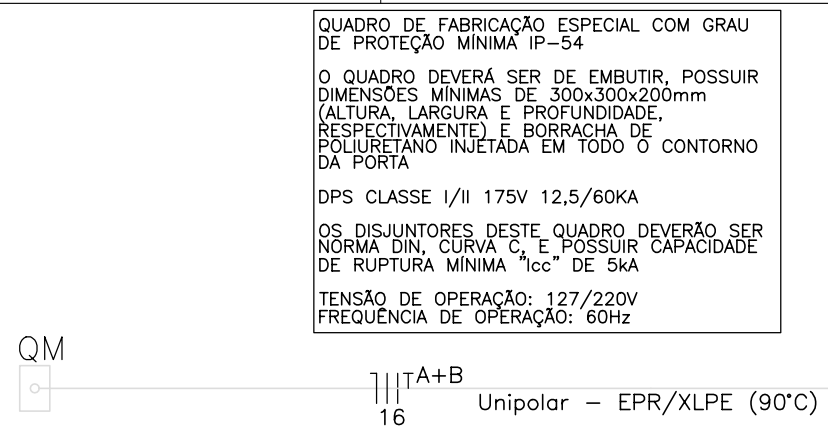 QUADRO DE FABRICAÇÃO ESPECIAL COM GRAU
DE PROTEÇÃO MÍNIMA IP-54
O QUADRO DEVERÁ SER DE EMBUTIR, POSSUIR
DIMENSÕES MÍNIMAS DE 300x300x200mm
(ALTURA, LARGURA E PROFUNDIDADE,
RESPECTIVAMENTE) E BORRACHA DE
POLIURETANO INJETADA EM TODO O CONTORNO
DA PORTA
DPS CLASSE I/II 175V 12,5/60KA
OS DISJUNTORES DESTE QUADRO DEVERÃO SER
NORMA DIN, CURVA C, E POSSUIR CAPACIDADE
DE RUPTURA MÍNIMA "Icc" DE 5kA
TENSÃO DE OPERAÇÃO: 127/220V
FREQUÊNCIA DE OPERAÇÃO: 60Hz
QM
A+B
16
Unipolar - EPR/XLPE (90°C)